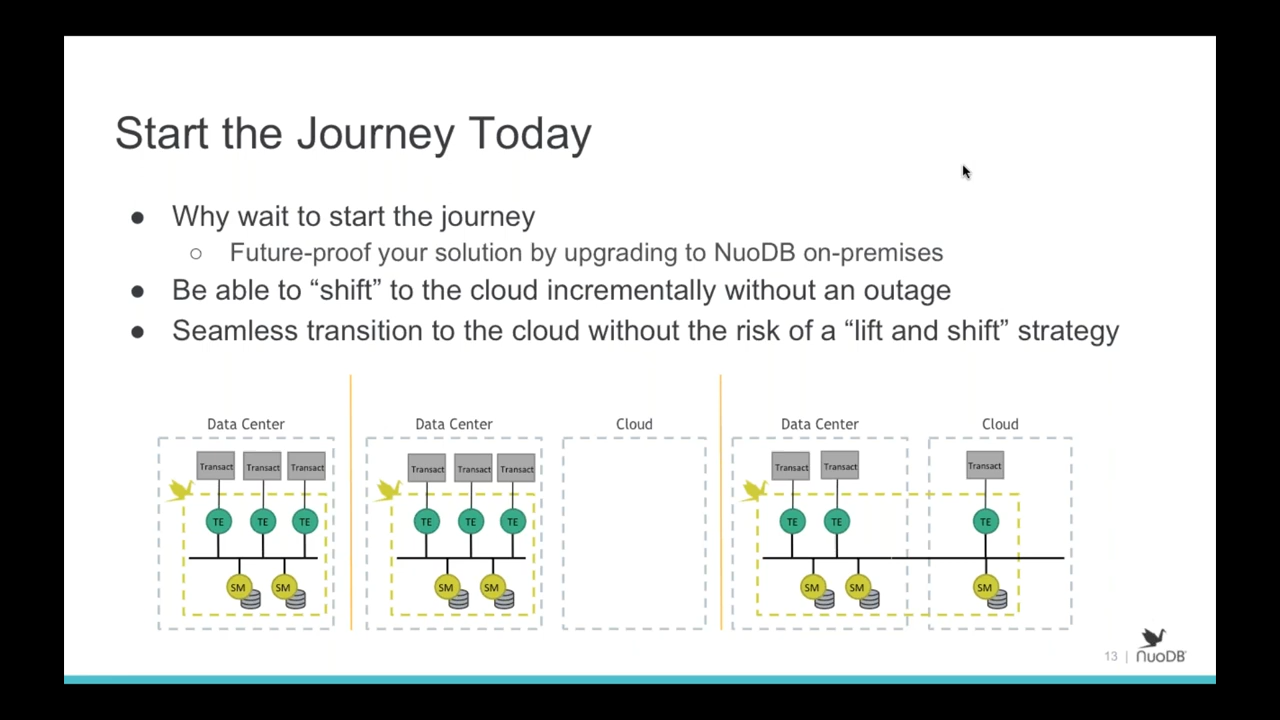 Start the Journey Today
● Why wait to start the journey
○ Future-proof your solution by upgrading to NuoDB on-premises
● Be able to “shift” to the cloud incrementally without an outage
● Seamless transition to the cloud without the risk of a “lift and shift” strategy
Data Center Data Center Cloud Data Center Cloud
Transact Transact Transact Transact Transact Transact Transact Transact Transact
TE TE TE TE TE TE TE TE TE
SM SM SM SM SM SM SM
13 | nuoDB